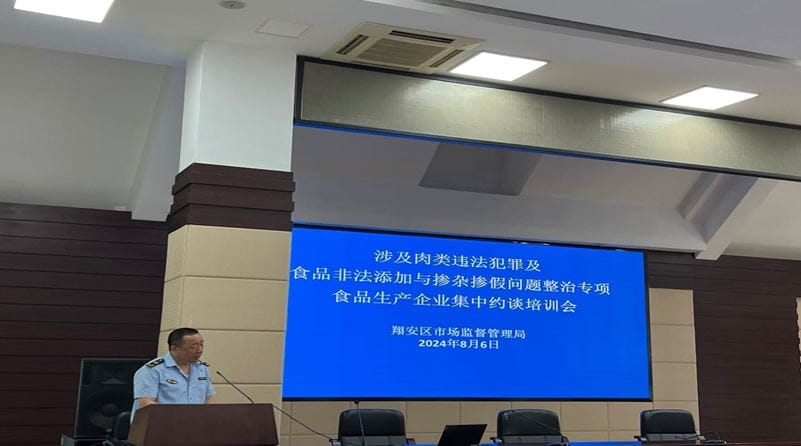 涉及肉类违法犯罪及
食品非法添加与掺杂掺假问题整治专项
食品生产企业集中约谈培训会
翔安区市场监督管理局
2024年8月6日